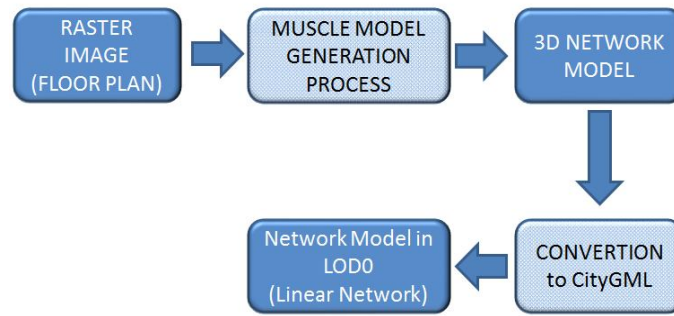 RASTER
IMAGE
(FLOOR PLAN)
MUSCLE MODEL
GENERATION
PROCESS
3D NETWORK
MODEL
CONVERTION
to CityGML
Network Model in
LOD0
(Linear Network)